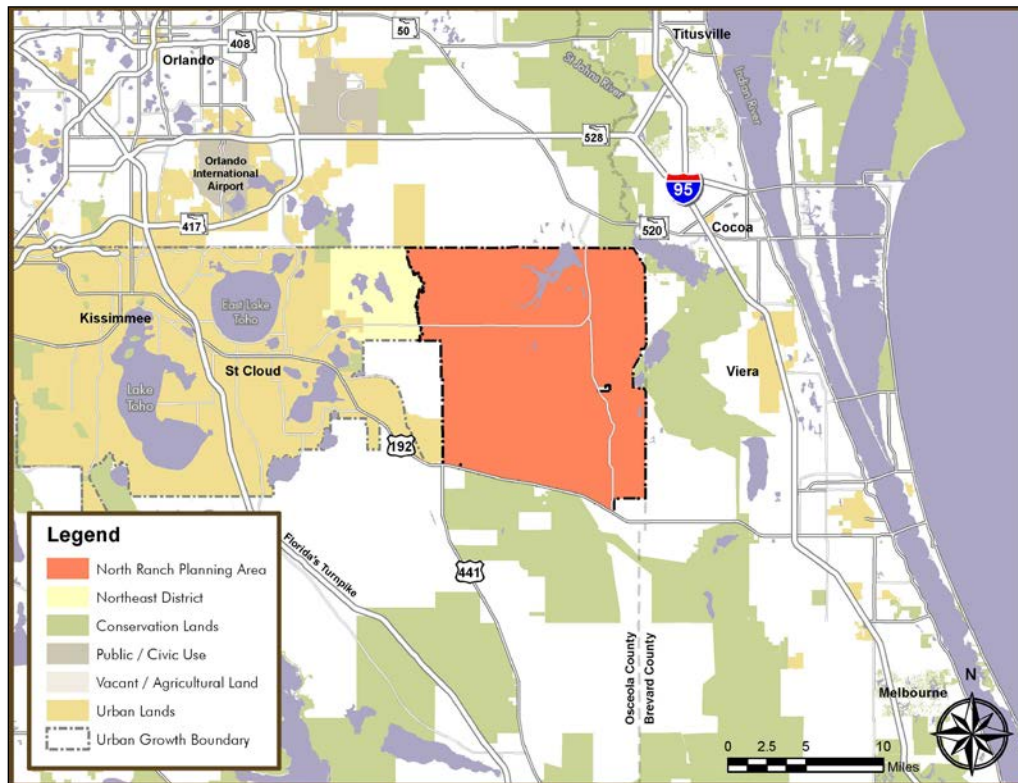 50
Titusville
408
Orlando
St Johns River
Indian River
528
Orlando
International
Airport
95
417
520
Cocoa
East Lake
Toho
Kissimmee
St Cloud
Viera
Lake
Toho
192
Legend
North Ranch Planning Area
Northeast District
Conservation Lands
Public / Civic Use
Vacant / Agricultural Land
Urban Lands
Urban Growth Boundary
Florida's Turnpike
441
Osceola County
Brevard County
Melbourne
N
0 2.5 5 10
Miles